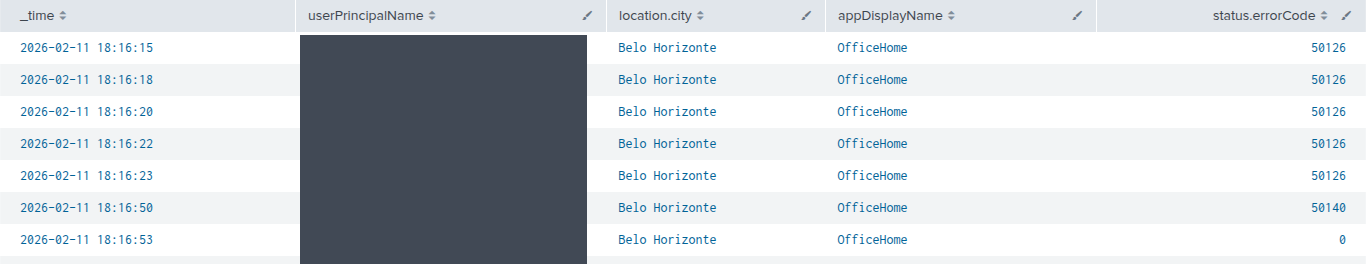 _time userPrincipalName location.city appDisplayName status.errorCode
2026-02-11 18:16:15 Belo Horizonte OfficeHome 50126
2026-02-11 18:16:18 Belo Horizonte OfficeHome 50126
2026-02-11 18:16:20 Belo Horizonte OfficeHome 50126
2026-02-11 18:16:22 Belo Horizonte OfficeHome 50126
2026-02-11 18:16:23 Belo Horizonte OfficeHome 50126
2026-02-11 18:16:50 Belo Horizonte OfficeHome 50140
2026-02-11 18:16:53 Belo Horizonte OfficeHome 0